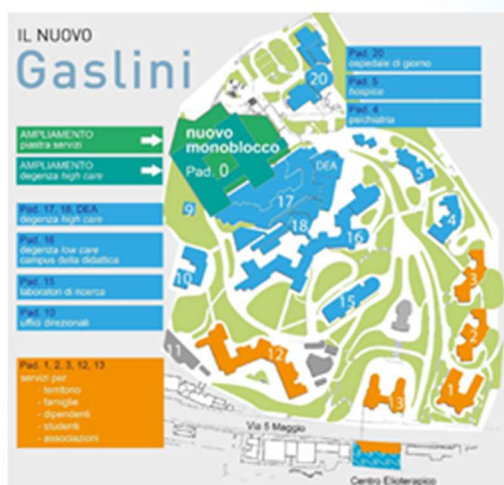 IL NUOVO
Gaslini
AMPLIAMENTO
piastra servizi
AMPLIAMENTO
degenza high care
Pad. 17, 18, DEA
degenza high care
Pad. 16
degenza low care
campus della didattica
Pad. 15
laboratori di ricerca
Pad. 10
uffici direzionali
Pad. 1, 2, 3, 12, 13
servizi per:
- territorio
- famiglie
- dipendenti
- studenti
- associazioni
Pad. 20
ospedale di giorno
Pad. 5
hospice
Pad. 4
psichiatria
20
nuovo
monoblocco
Pad. 0
DEA
5
17
9
18
16
4
10
3
15
2
11
12
1
13
Via 5 Maggio
Centro Elioterapico